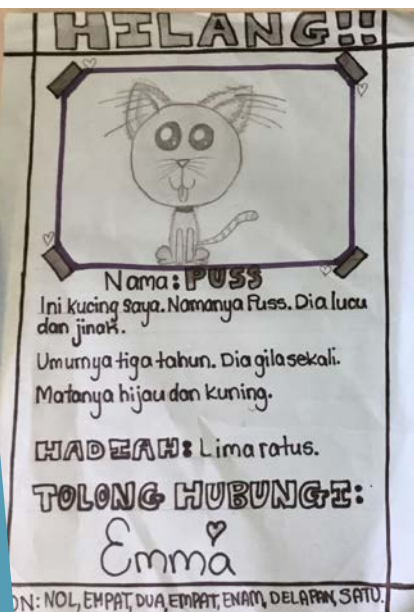 HILANG!!
Nama: PUSS
Ini kucing saya. Namanya Puss. Dia lucu
dan jinak.
Umurnya tiga tahun. Dia gila sekali.
Matanya hijau dan kuning.
HADIAH: Lima ratus.
TOLONG HUBUNGI:
Emma
ON: NOL, EMPAT, DUA, EMPAT, ENAM, DELAPAN, SATU.